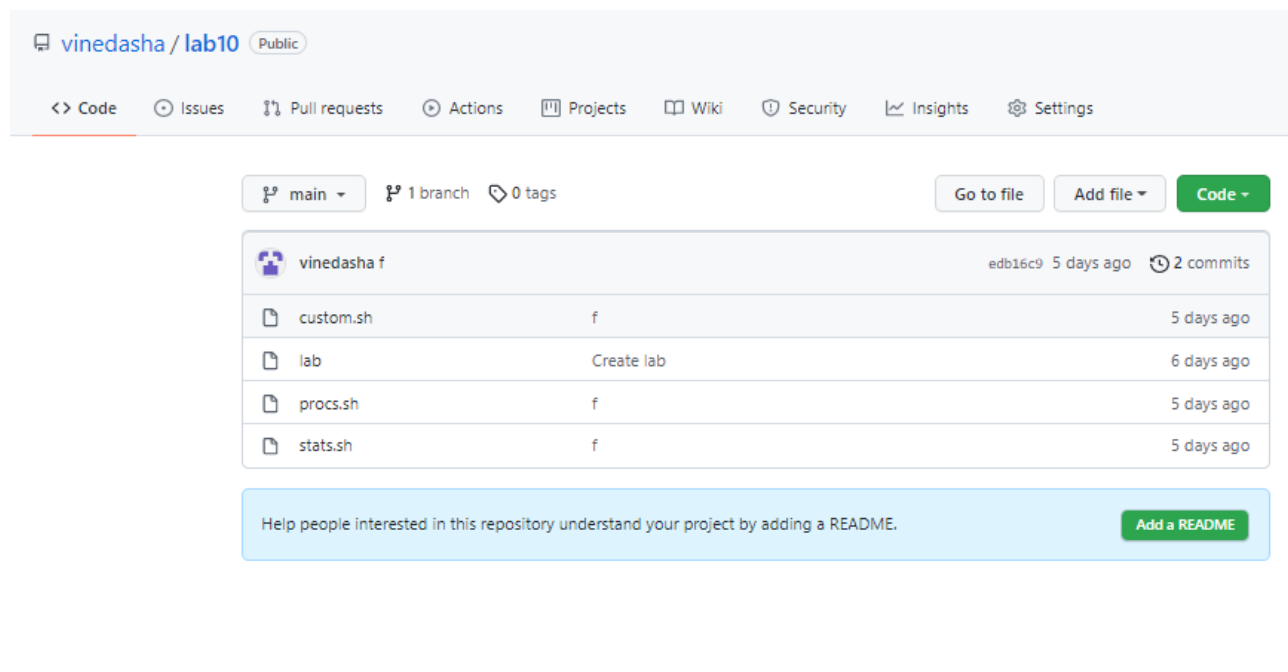 vinedasha / lab10 Public
Code Issues Pull requests Actions Projects Wiki Security Insights Settings
main 1 branch 0 tags Go to file Add file Code
vinedasha f edb16c9 5 days ago 2 commits
custom.sh f 5 days ago
lab Create lab 6 days ago
procs.sh f 5 days ago
stats.sh f 5 days ago
Help people interested in this repository understand your project by adding a README. Add a README